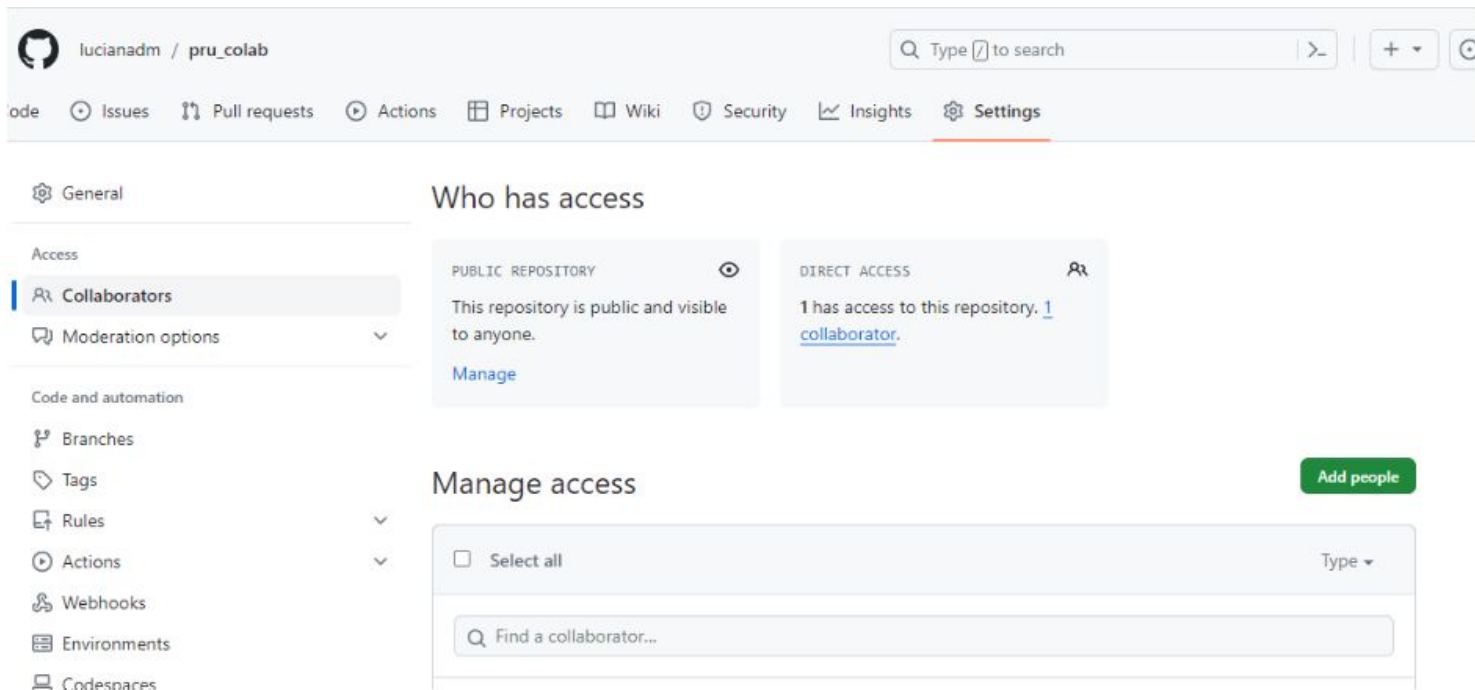 lucianadm / pru_colab
Type / to search
ode Issues Pull requests Actions Projects Wiki Security Insights Settings
General
Access
Collaborators
Moderation options
Code and automation
Branches
Tags
Rules
Actions
Webhooks
Environments
Codespaces
Who has access
PUBLIC REPOSITORY
This repository is public and visible
to anyone.
Manage
DIRECT ACCESS
1 has access to this repository. 1
collaborator.
Manage access
Add people
Select all
Type
Find a collaborator...